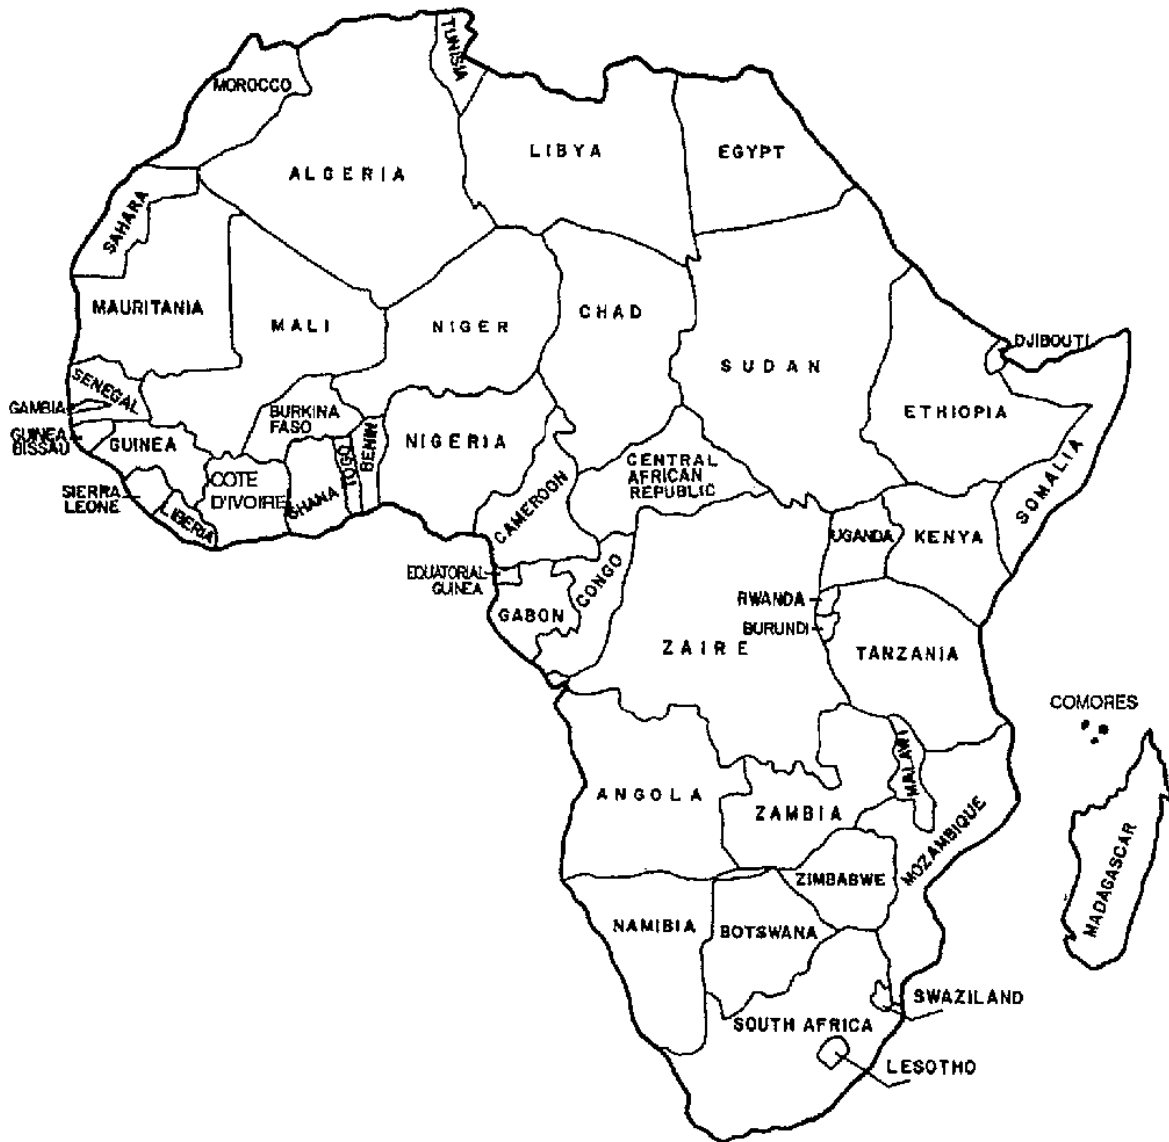 TUNISIA
MOROCCO
ALGERIA
LIBYA
EGYPT
SAHARA
MAURITANIA
MALI
NIGER
CHAD
SUDAN
DJIBOUTI
SENEGAL
GAMBIA
GUINEA
BISSAU
GUINEA
BURKINA
FASO
BENIN
TOGO
NIGERIA
ETHIOPIA
SOMALIA
CENTRAL
AFRICAN
REPUBLIC
SIERRA
LEONE
LIBERIA
COTE
D'IVOIRE
GHANA
CAMEROON
UGANDA
KENYA
EQUATORIAL
GUINEA
GABON
CONGO
RWANDA
BURUNDI
ZAIRE
TANZANIA
COMORES
ANGOLA
ZAMBIA
MALAWI
MOZAMBIQUE
MADAGASCAR
ZIMBABWE
NAMIBIA
BOTSWANA
SWAZILAND
SOUTH AFRICA
LESOTHO